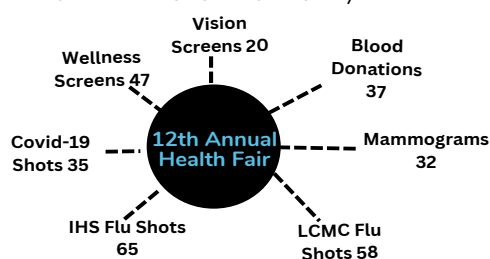 Vision
Screens 20
Blood
Donations
37
Wellness
Screens 47
12th Annual
Health Fair
Mammograms
32
Covid-19
Shots 35
IHS Flu Shots
65
LCMC Flu
Shots 58